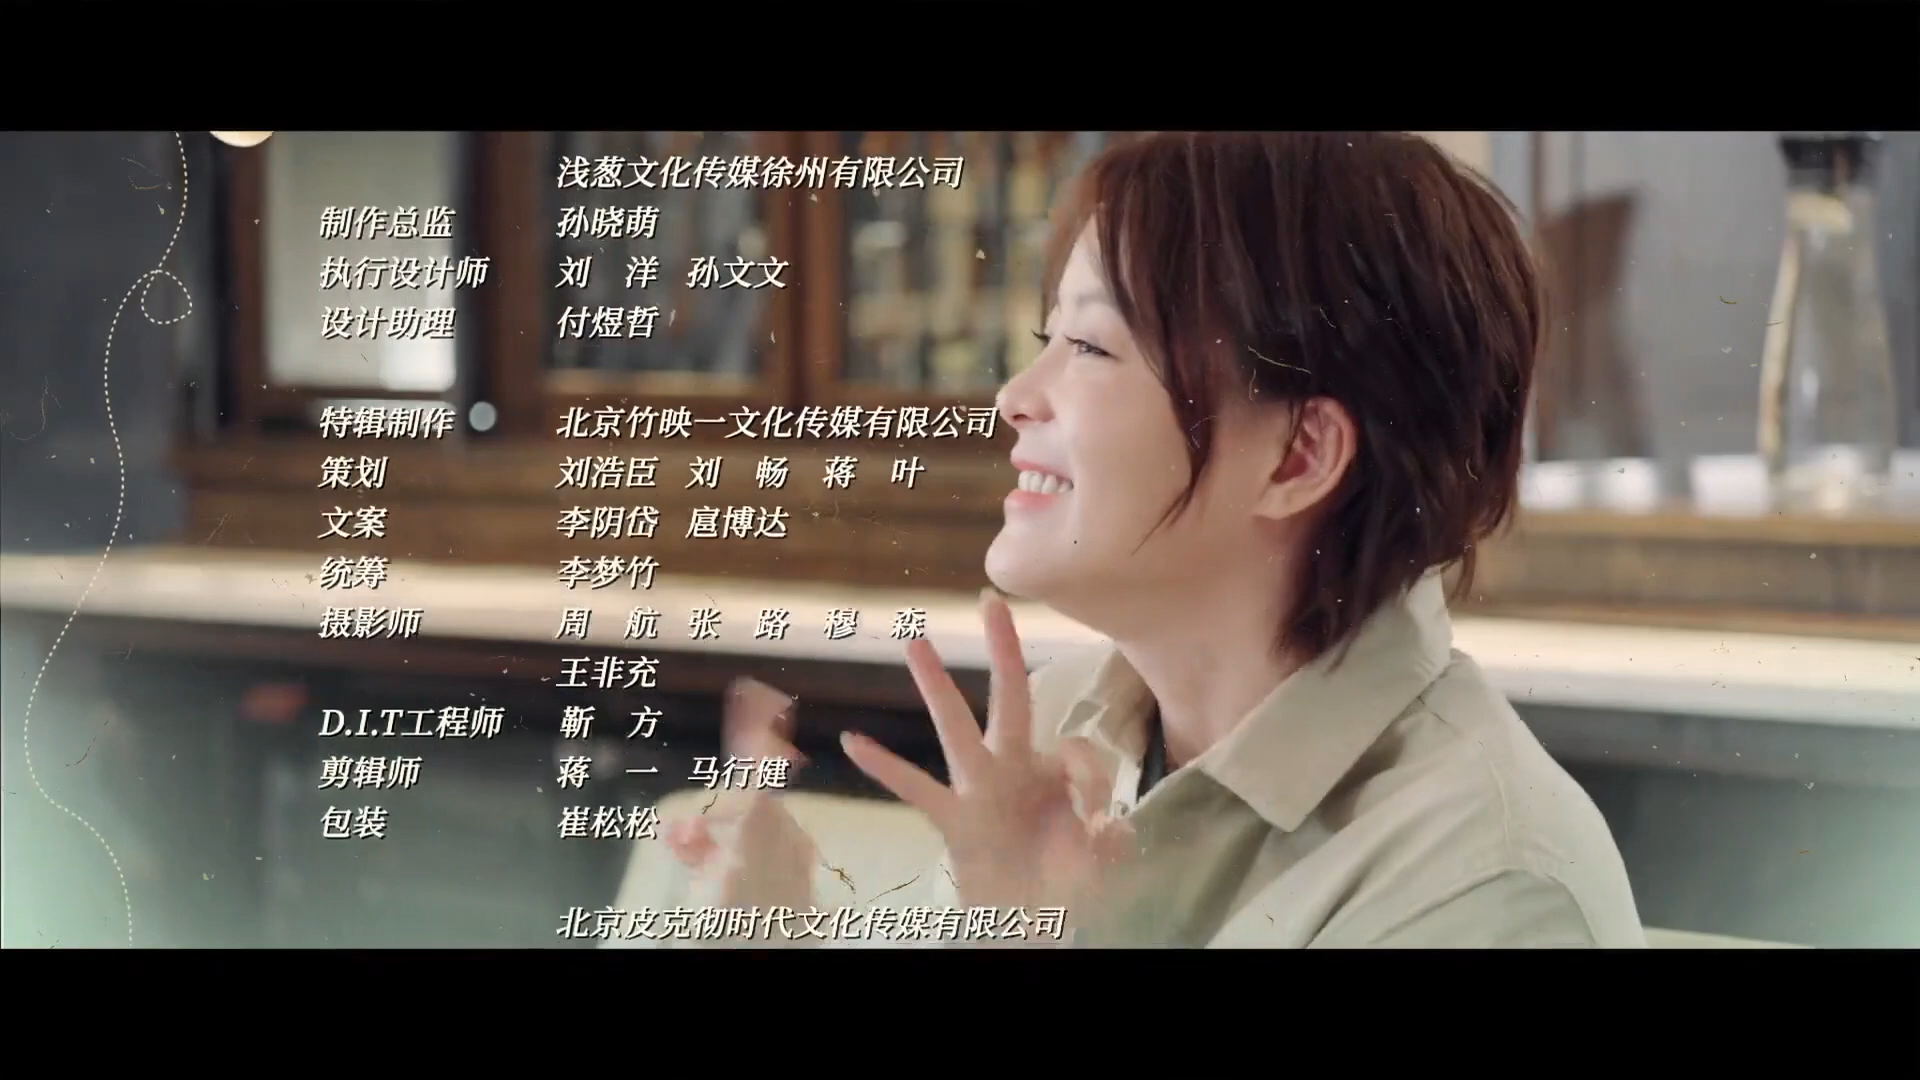 浅葱文化传媒徐州有限公司
制作总监 孙晓萌
执行设计师 刘 洋 孙文文
设计助理 付煜哲
特辑制作 北京竹映一文化传媒有限公司
策划 刘浩臣 刘 畅 蒋 叶
文案 李阴岱 扈博达
统筹 李梦竹
摄影师 周 航 张 路 穆 森
王非充
D.I.T工程师 靳 方
剪辑师 蒋 一 马行健
包装 崔松松
北京皮克彻时代文化传媒有限公司